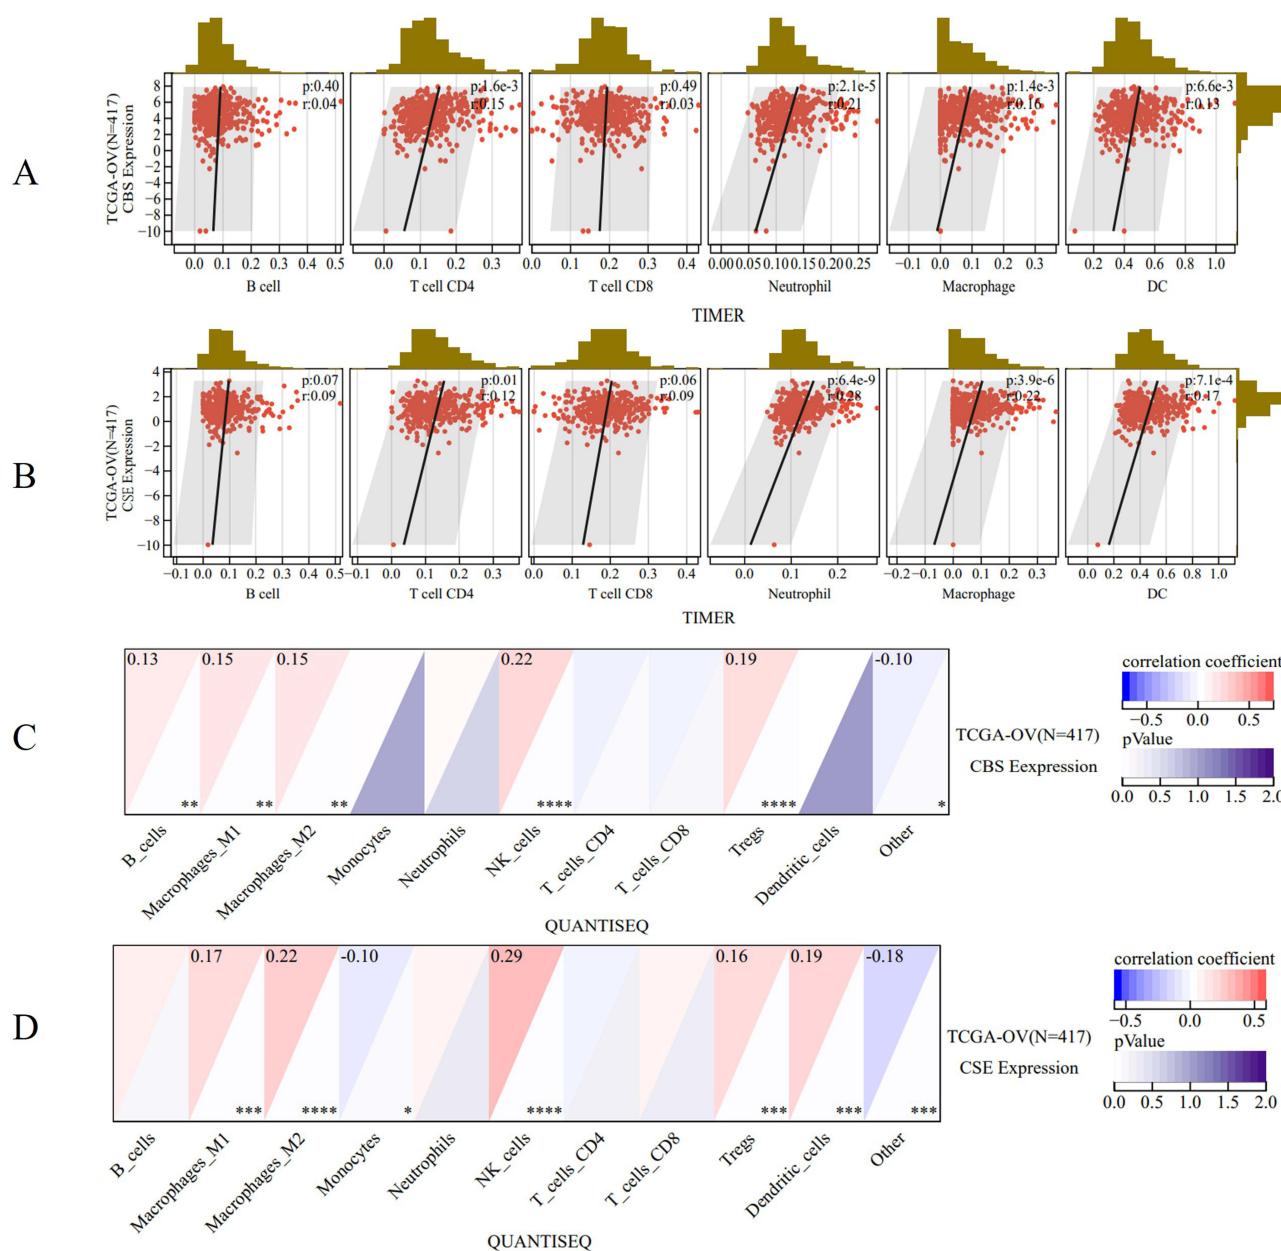 A
TCGA-OV(N=417)
CBS Expression
8
6
4
2
0
−2
−4
−6
−8
−10
p:0.40
r:0.04
p:1.6e-3
r:0.15
p:0.49
r:0.03
p:2.1e-5
r:0.21
p:1.4e-3
r:0.16
p:6.6e-3
r:0.13
0.0 0.1 0.2 0.3 0.4 0.5
0.0 0.1 0.2 0.3
0.0 0.1 0.2 0.3 0.4
0.00 0.05 0.10 0.15 0.20 0.25
−0.1 0.0 0.1 0.2 0.3
0.2 0.4 0.6 0.8 1.0
B cell
T cell CD4
T cell CD8
Neutrophil
Macrophage
DC
TIMER
B
TCGA-OV(N=417)
CSE Expression
4
2
0
−2
−4
−6
−8
−10
p:0.07
r:0.09
p:0.01
r:0.12
p:0.06
r:0.09
p:6.4e-9
r:0.28
p:3.9e-6
r:0.22
p:7.1e-4
r:0.17
−0.1 0.0 0.1 0.2 0.3 0.4 0.5
−0.1 0.0 0.1 0.2 0.3
−0.0 0.1 0.2 0.3 0.4
0.0 0.1 0.2
−0.2 −0.1 0.0 0.1 0.2 0.3
0.0 0.2 0.4 0.6 0.8 1.0
B cell
T cell CD4
T cell CD8
Neutrophil
Macrophage
DC
TIMER
C
0.13 0.15 0.15 0.22 0.19 -0.10
** ** ** **** **** *
B_cells
Macrophages_M1
Macrophages_M2
Monocytes
Neutrophils
NK_cells
T_cells_CD4
T_cells_CD8
Tregs
Dendritic_cells
Other
QUANTISEQ
TCGA-OV(N=417)
CBS Eexpression
correlation coefficient
−0.5 0.0 0.5
pValue
0.0 0.5 1.0 1.5 2.0
D
0.17 0.22 -0.10 0.29 0.16 0.19 -0.18
*** **** * **** *** *** ***
B_cells
Macrophages_M1
Macrophages_M2
Monocytes
Neutrophils
NK_cells
T_cells_CD4
T_cells_CD8
Tregs
Dendritic_cells
Other
QUANTISEQ
TCGA-OV(N=417)
CSE Expression
correlation coefficient
−0.5 0.0 0.5
pValue
0.0 0.5 1.0 1.5 2.0